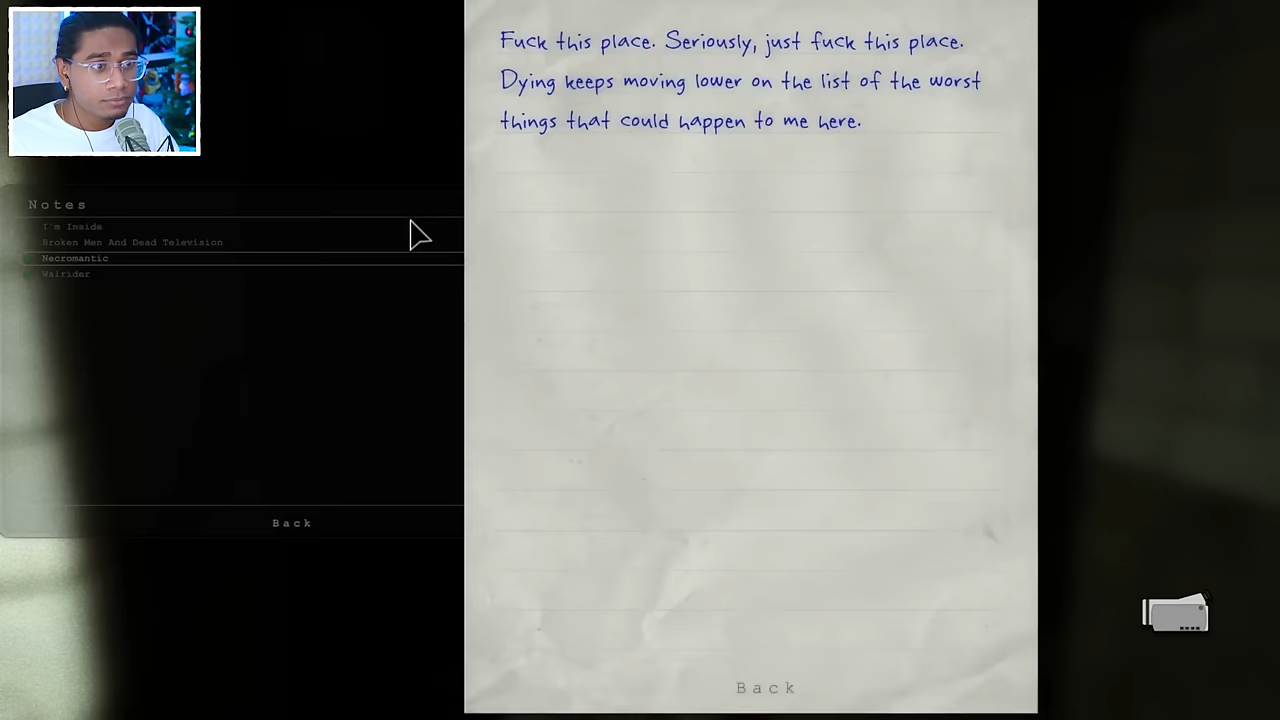 Fuck this place. Seriously, just fuck this place.
Dying keeps moving lower on the list of the worst
things that could happen to me here.
Notes
I'm Inside
Broken Men And Dead Television
Necromantic
Walrider
Back
Back